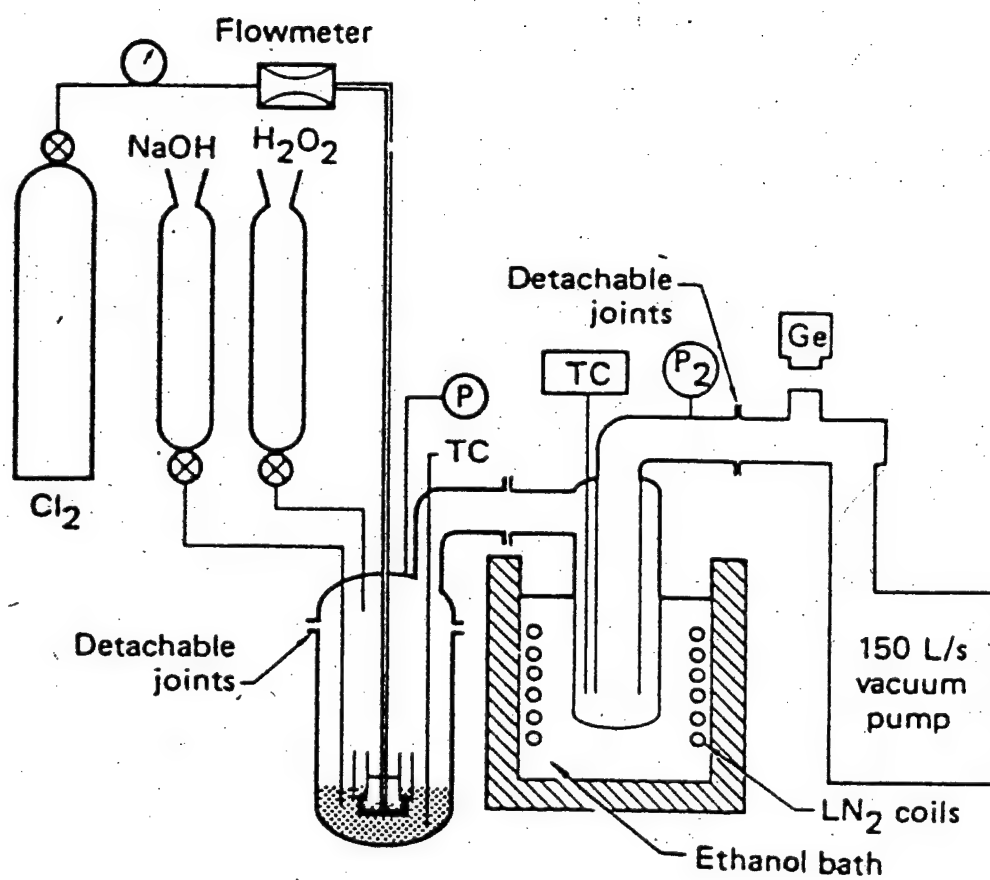 Flowmeter
NaOH
H₂O₂
Cl₂
Detachable
joints
Ge
TC
P₂
P
TC
Detachable
joints
150 L/s
vacuum
pump
LN₂ coils
Ethanol bath